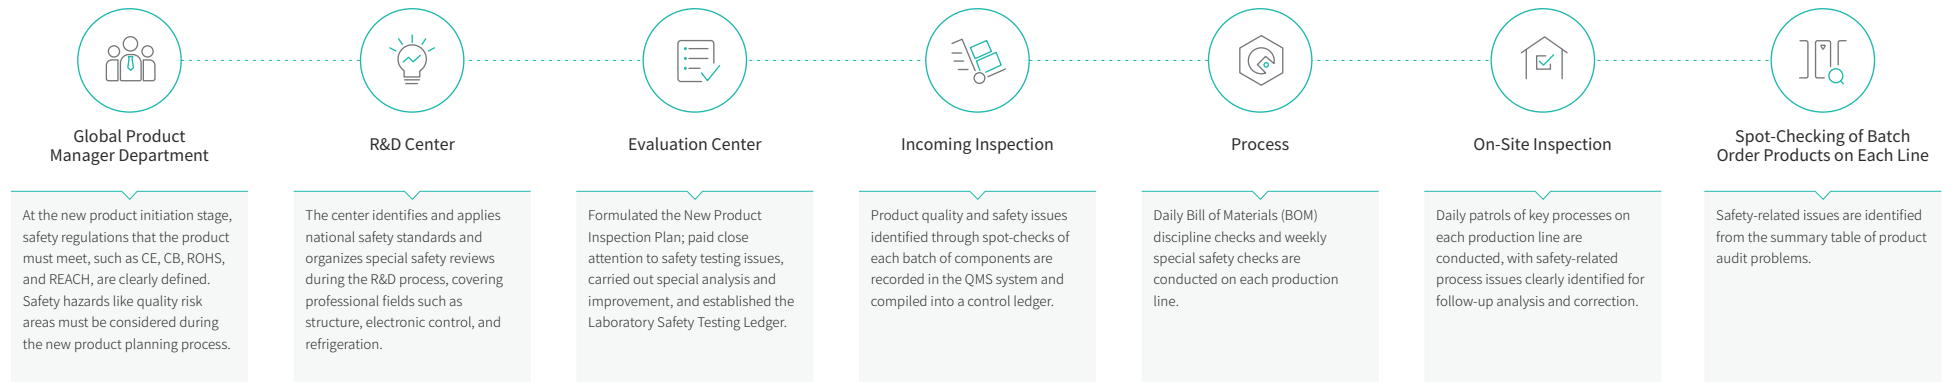 Global Product
Manager Department
At the new product initiation stage,
safety regulations that the product
must meet, such as CE, CB, ROHS,
and REACH, are clearly defined.
Safety hazards like quality risk
areas must be considered during
the new product planning process.
R&D Center
The center identifies and applies
national safety standards and
organizes special safety reviews
during the R&D process, covering
professional fields such as
structure, electronic control, and
refrigeration.
Evaluation Center
Formulated the New Product
Inspection Plan; paid close
attention to safety testing issues,
carried out special analysis and
improvement, and established the
Laboratory Safety Testing Ledger.
Incoming Inspection
Product quality and safety issues
identified through spot-checks of
each batch of components are
recorded in the QMS system and
compiled into a control ledger.
Process
Daily Bill of Materials (BOM)
discipline checks and weekly
special safety checks are
conducted on each production
line.
On-Site Inspection
Daily patrols of key processes on
each production line are
conducted, with safety-related
process issues clearly identified for
follow-up analysis and correction.
Spot-Checking of Batch
Order Products on Each Line
Safety-related issues are identified
from the summary table of product
audit problems.